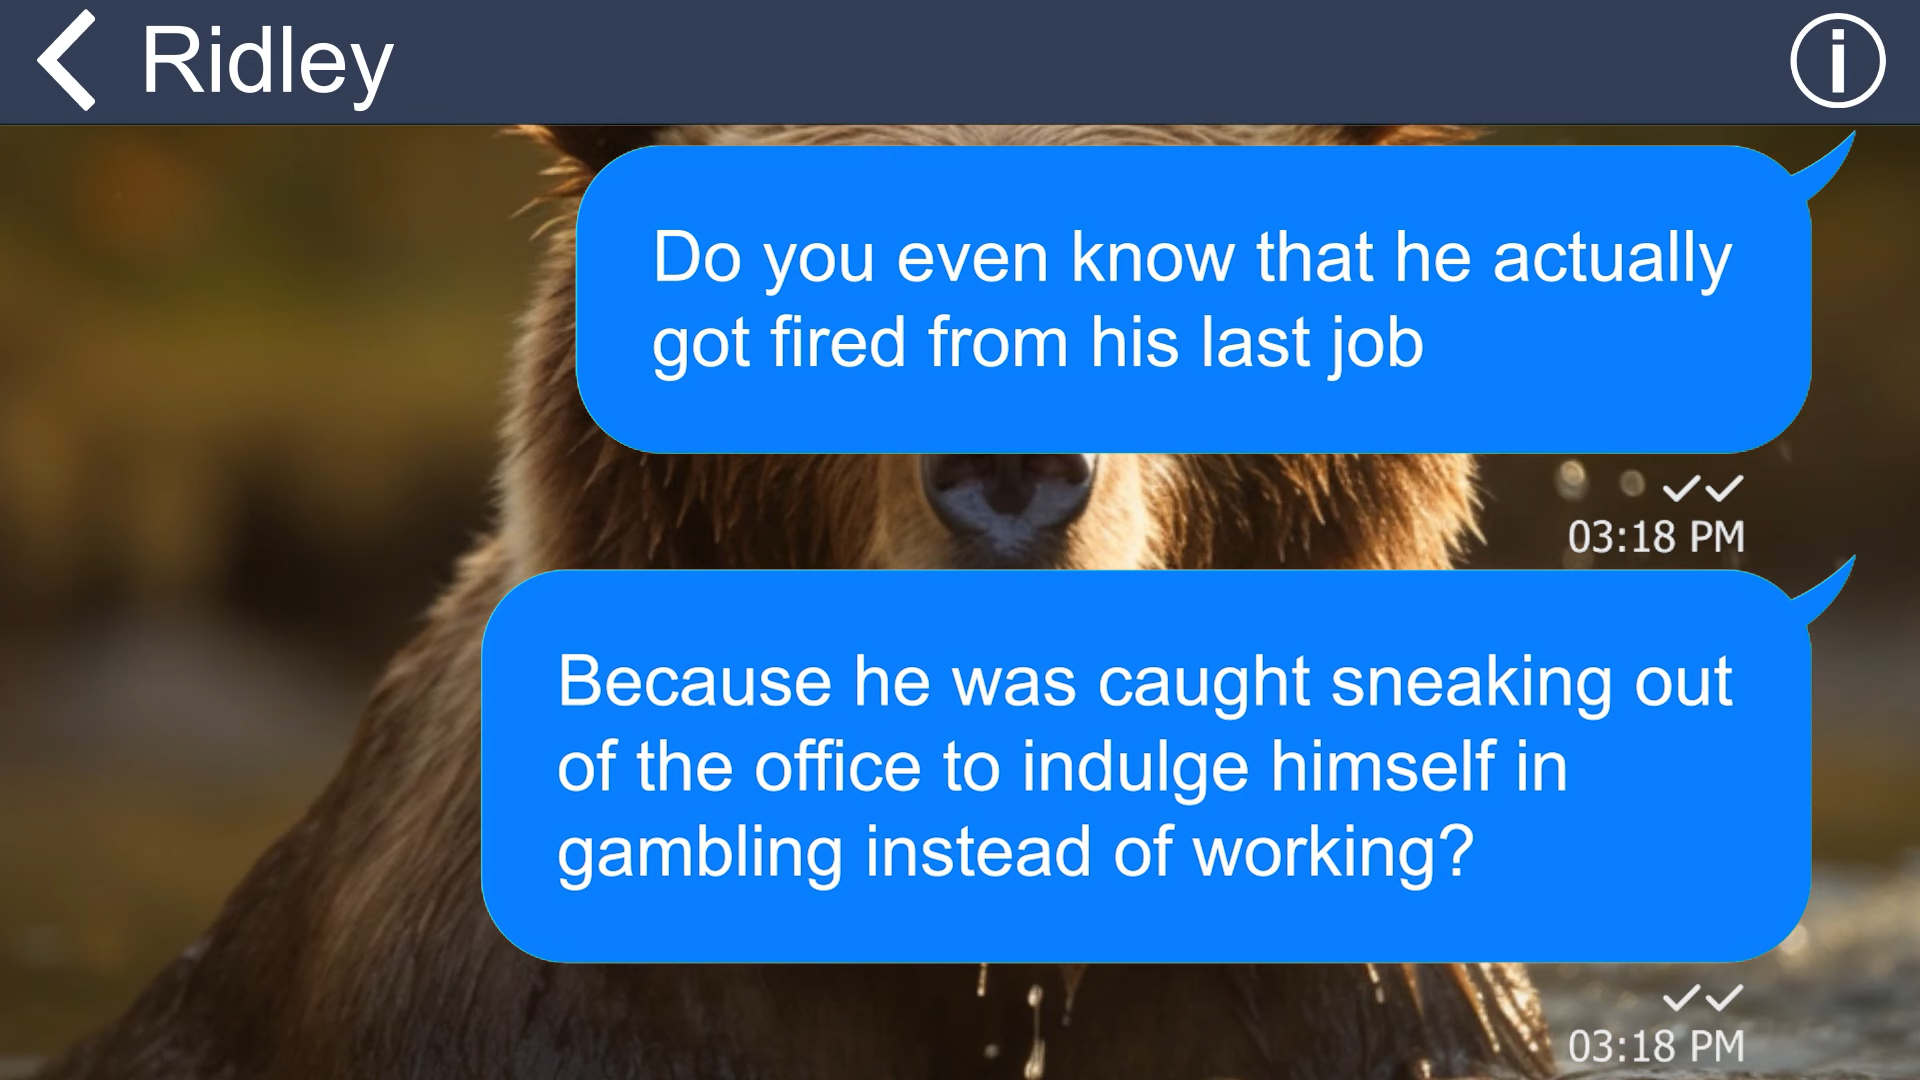 Ridley
Do you even know that he actually
got fired from his last job
03:18 PM
Because he was caught sneaking out
of the office to indulge himself in
gambling instead of working?
03:18 PM